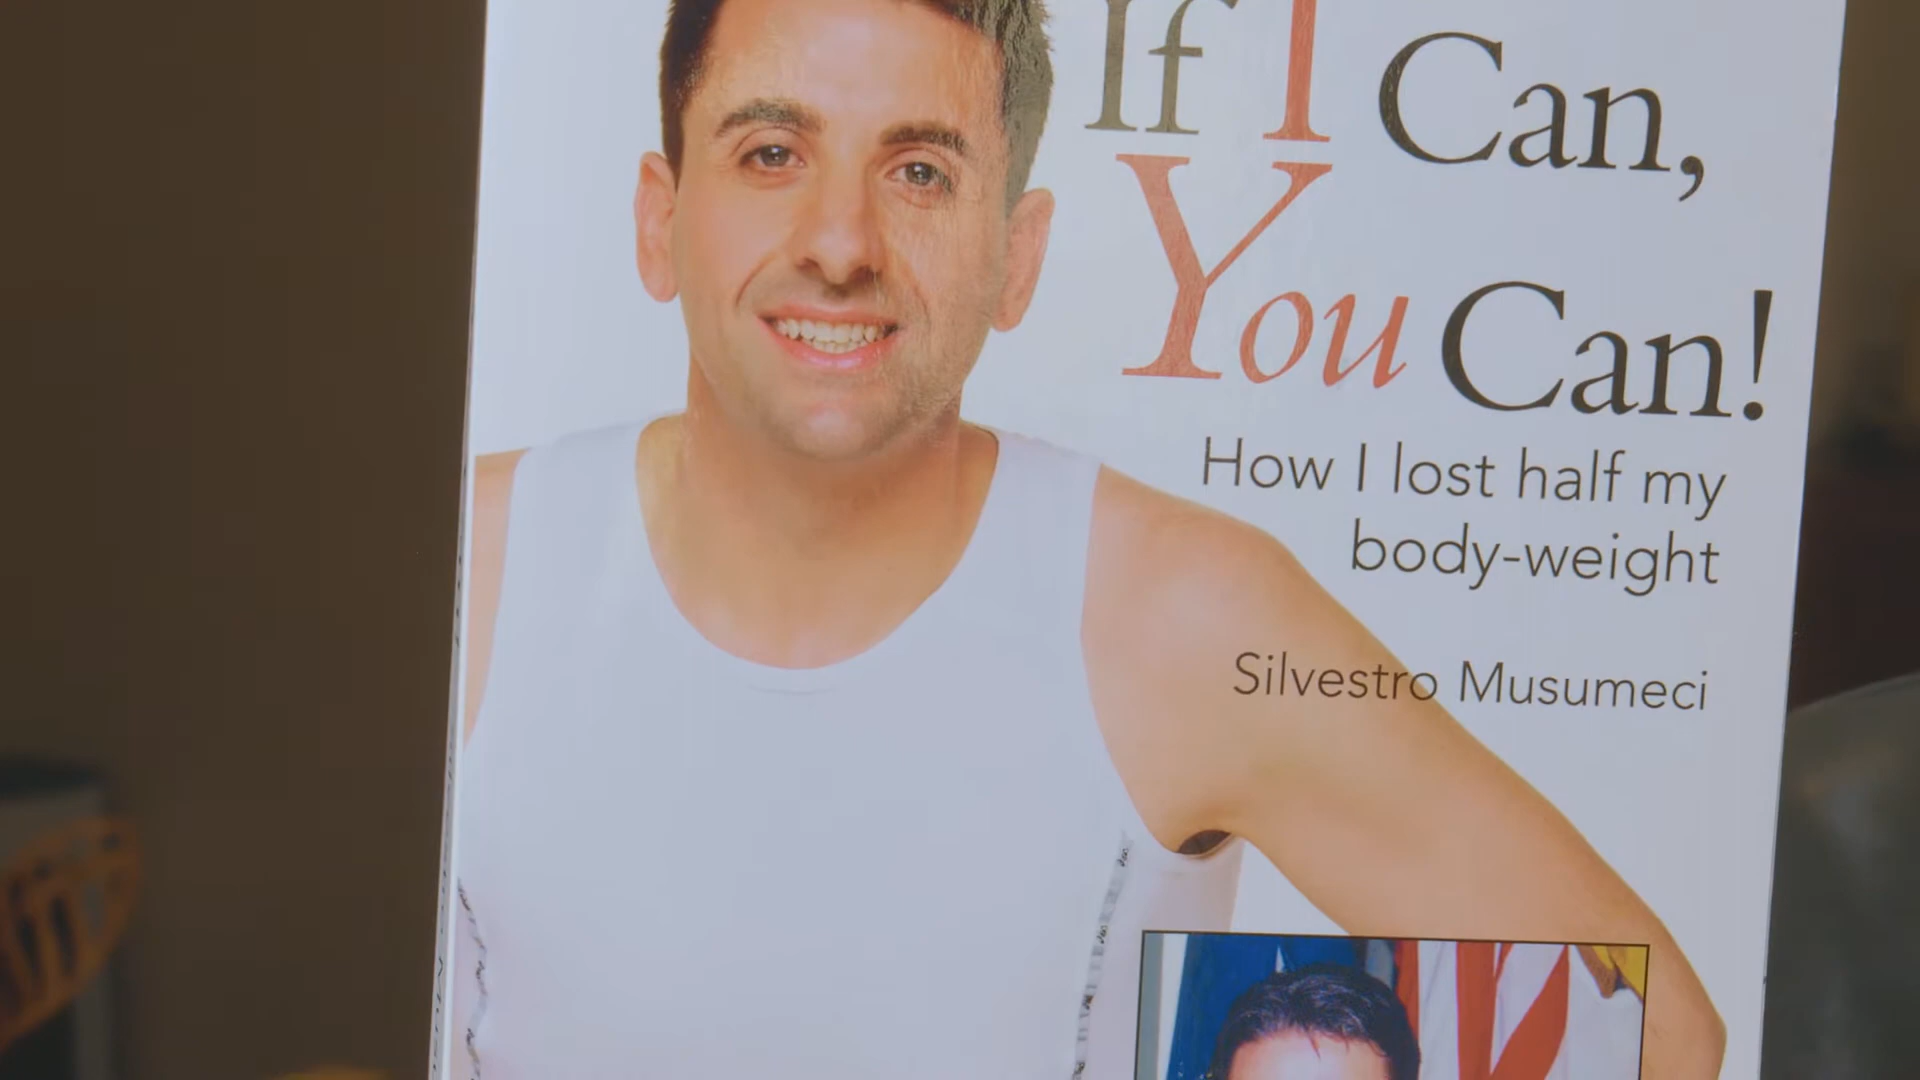 If I Can,
You Can!
How I lost half my
body-weight
Silvestro Musumeci